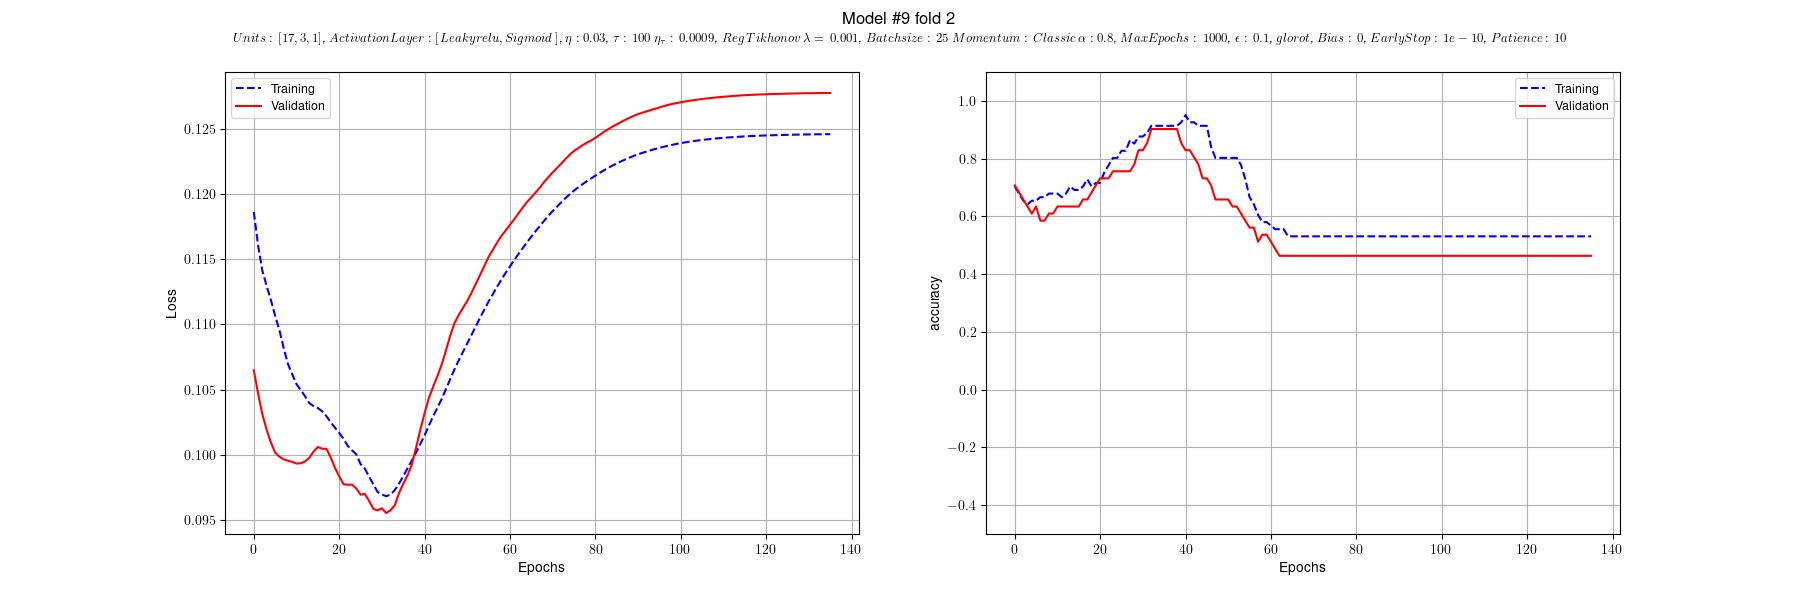 Model #9 fold 2
Units : [17, 3, 1], ActivationLayer : [Leakyrelu, Sigmoid], η : 0.03, τ : 100 η_τ : 0.0009, RegTikhonov λ = 0.001, Batchsize : 25 Momentum : Classic α : 0.8, MaxEpochs : 1000, ϵ : 0.1, glorot, Bias : 0, EarlyStop : 1e − 10, Patience : 10
Training
Validation
0.125
0.120
0.115
0.110
0.105
0.100
0.095
Loss
0 20 40 60 80 100 120 140
Epochs
Training
Validation
1.0
0.8
0.6
0.4
0.2
0.0
−0.2
−0.4
accuracy
0 20 40 60 80 100 120 140
Epochs